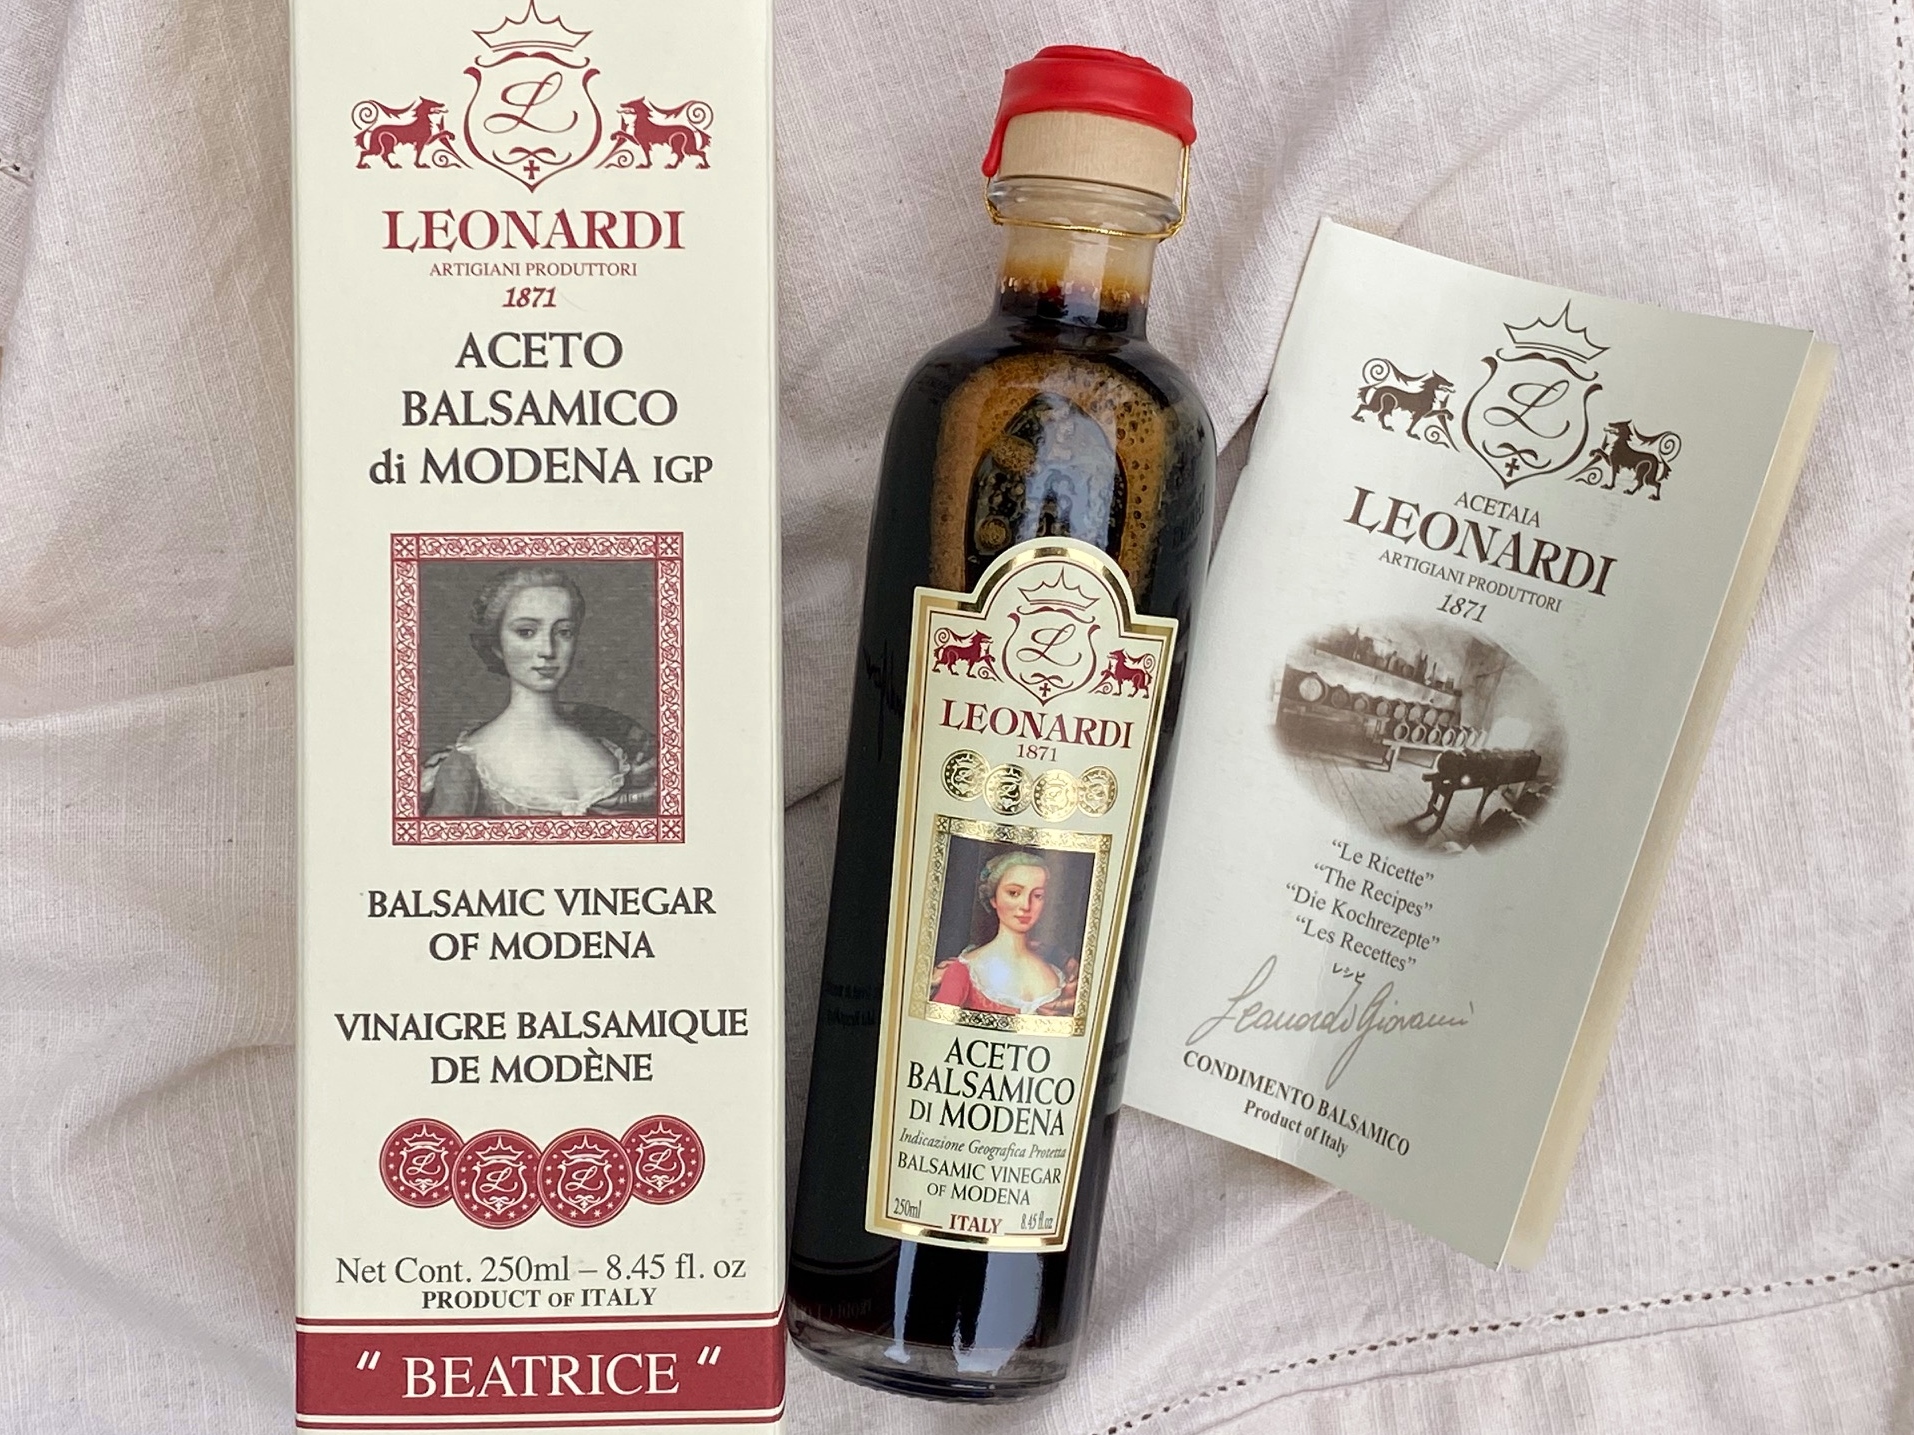 L
LEONARDI
ARTIGIANI PRODUTTORI
1871
ACETO
BALSAMICO
di MODENA IGP
BALSAMIC VINEGAR
OF MODENA
VINAIGRE BALSAMIQUE
DE MODÈNE
L L L L
Net Cont. 250ml – 8.45 fl. oz
PRODUCT OF ITALY
" BEATRICE "
L
LEONARDI
1871
ACETO
BALSAMICO
DI MODENA
Indicazione Geografica Protetta
BALSAMIC VINEGAR
OF MODENA
250ml ITALY 8.45 fl.oz
L
ACETAIA
LEONARDI
ARTIGIANI PRODUTTORI
1871
“Le Ricette”
“The Recipes”
“Die Kochrezepte”
“Les Recettes”
レシピ
Leonardi Giovanni
CONDIMENTO BALSAMICO
Product of Italy